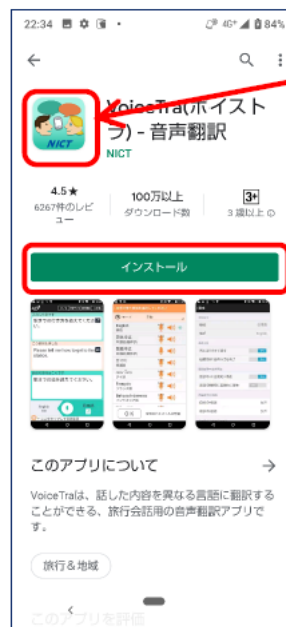 22:34
4G+ 84%
NICT
VoiceTra(ボイスト
ラ) - 音声翻訳
NICT
4.5★
100万以上
3+
6267件のレビ
ュー
ダウンロード数
3 歳以上
インストール
English
Français
このアプリについて
VoiceTraは、話した内容を異なる言語に翻訳する
ことができる、旅行会話用の音声翻訳アプリで
す。
旅行＆地域
このアプリを評価